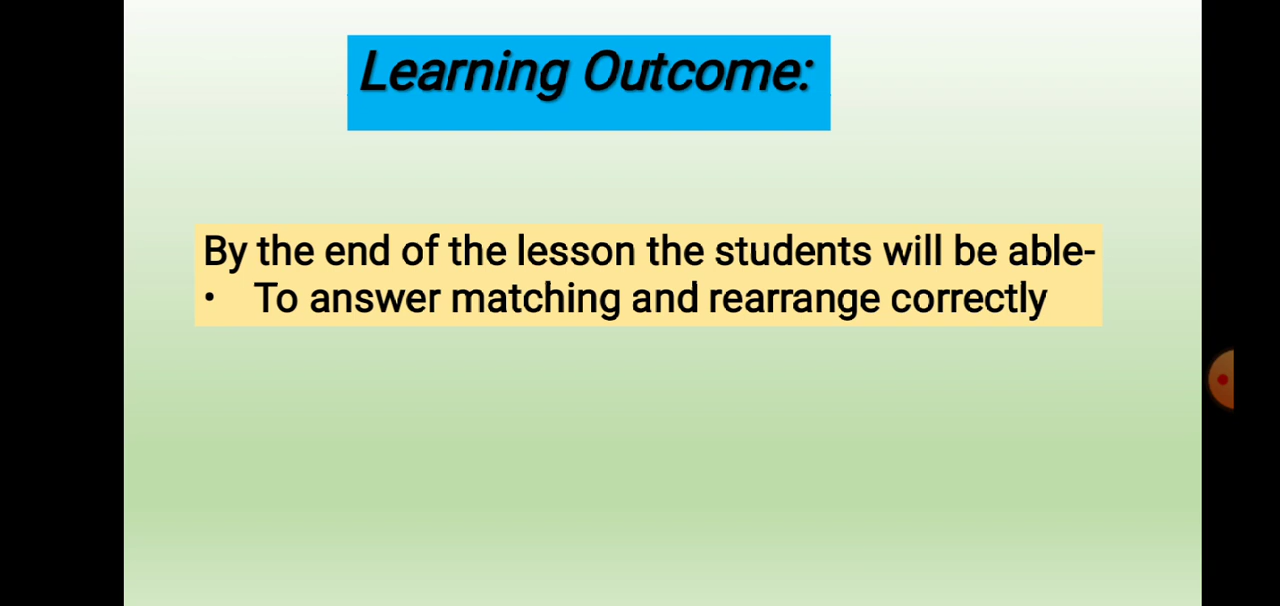 Learning Outcome:
By the end of the lesson the students will be able-
• To answer matching and rearrange correctly